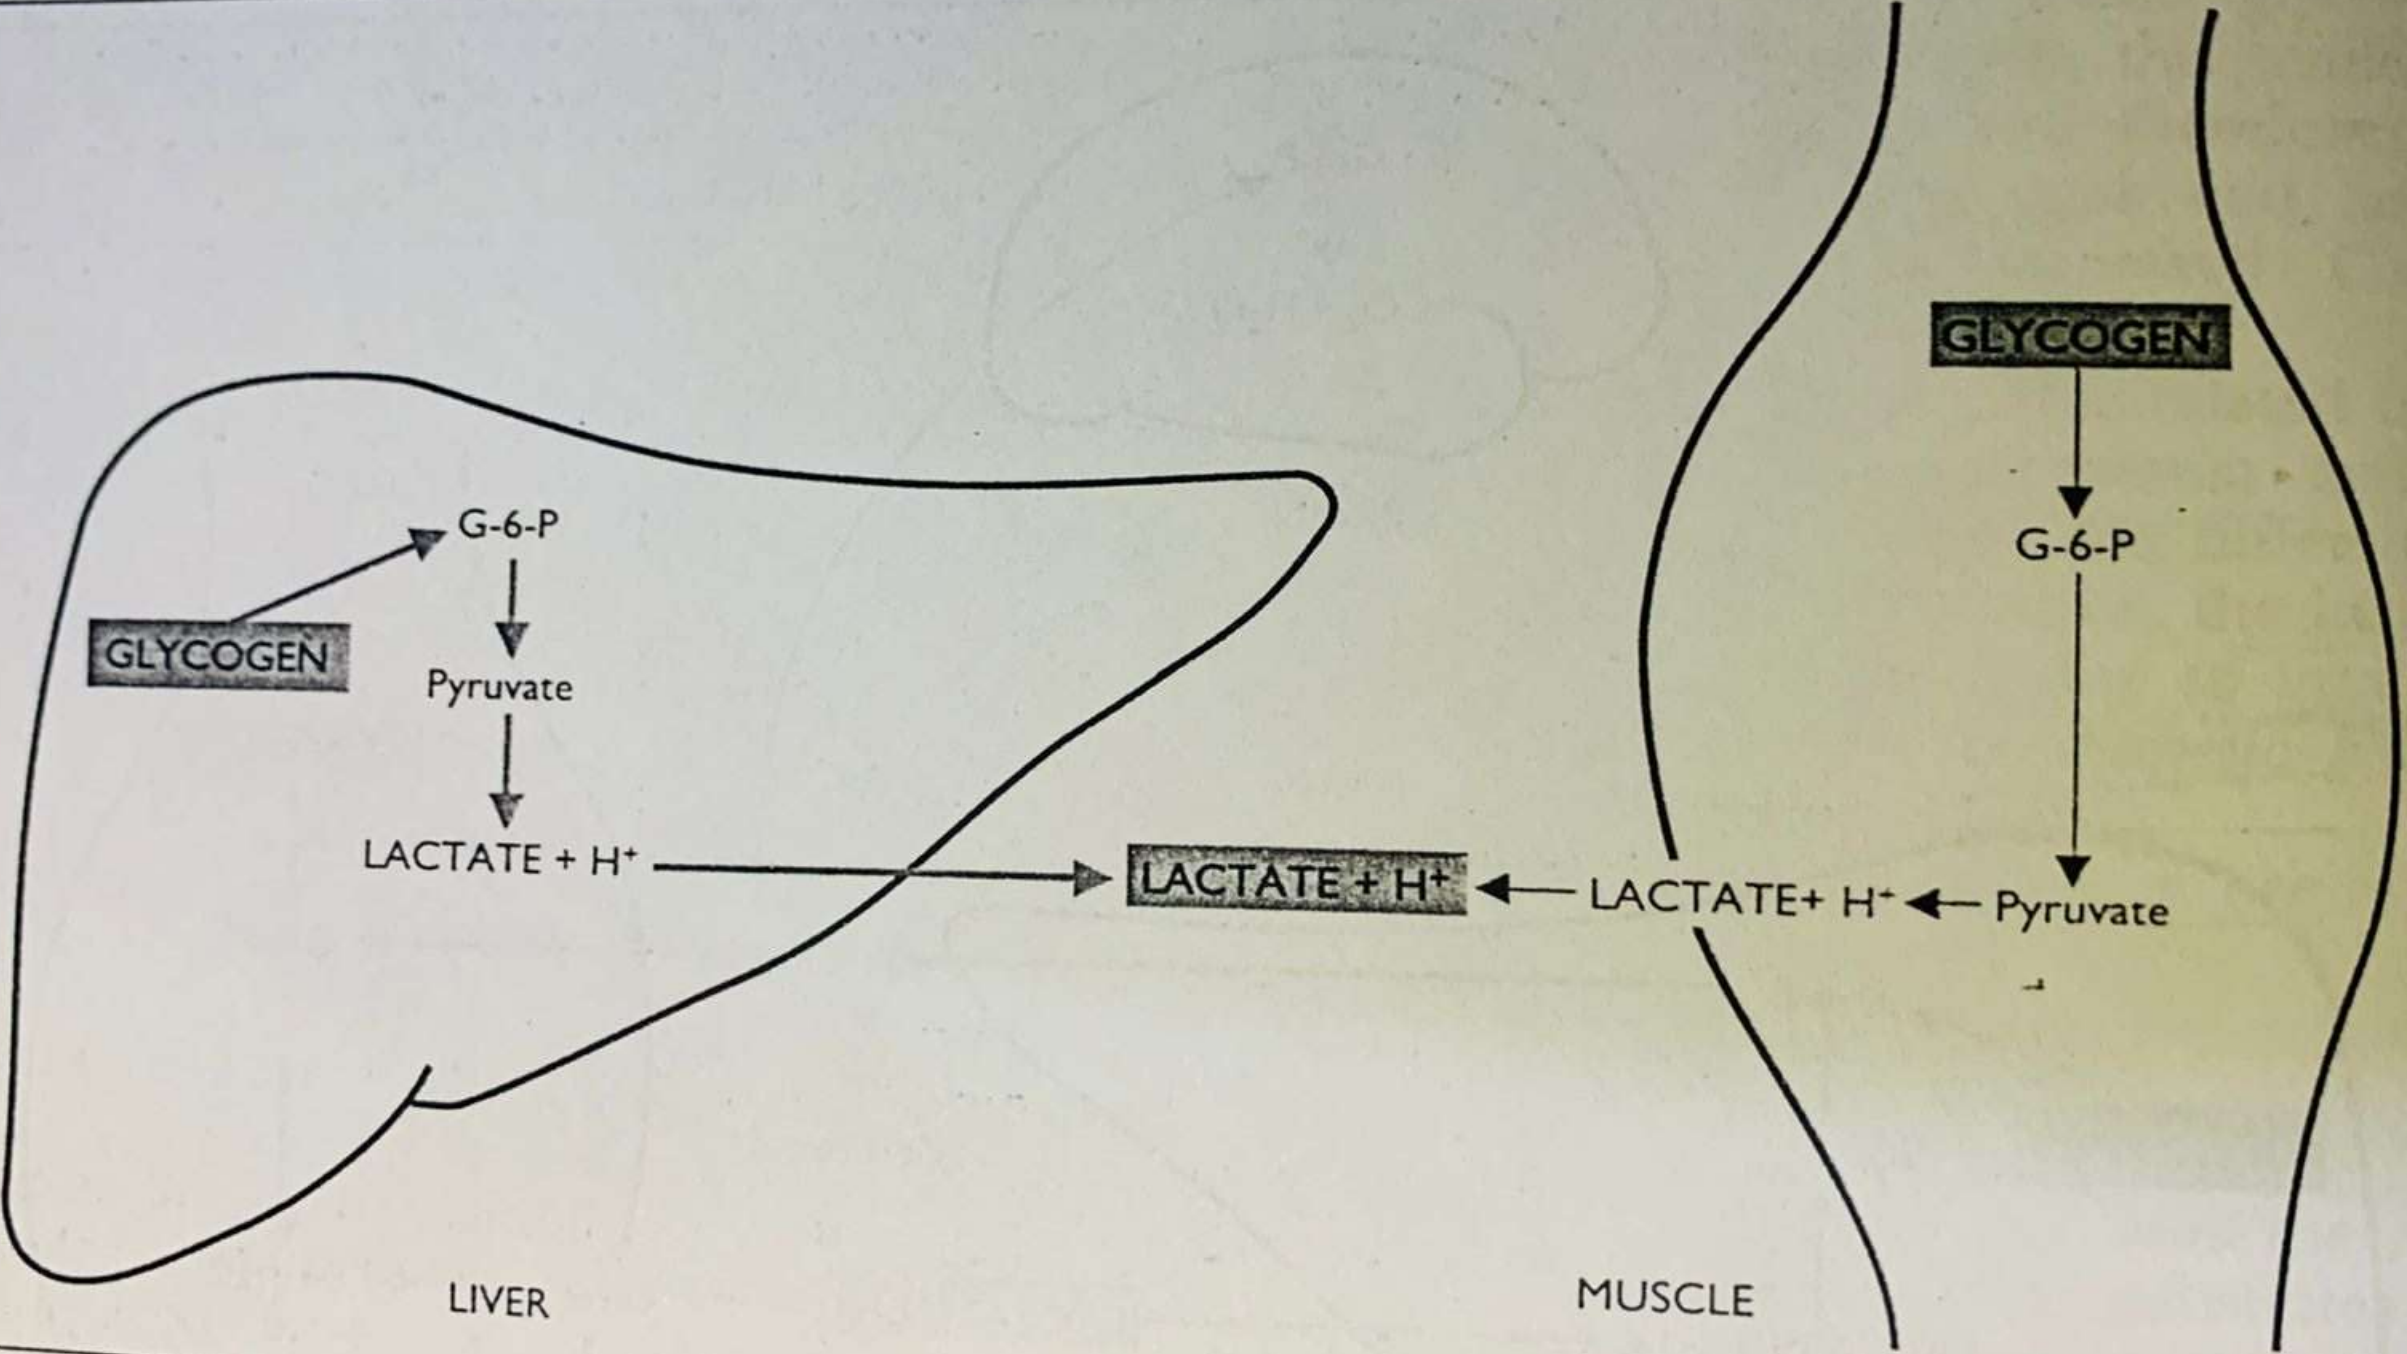 GLYCOGEN
G-6-P
G-6-P
GLYCOGEN
Pyruvate
LACTATE + H⁺
LACTATE + H⁺
LACTATE+ H⁺
Pyruvate
LIVER
MUSCLE